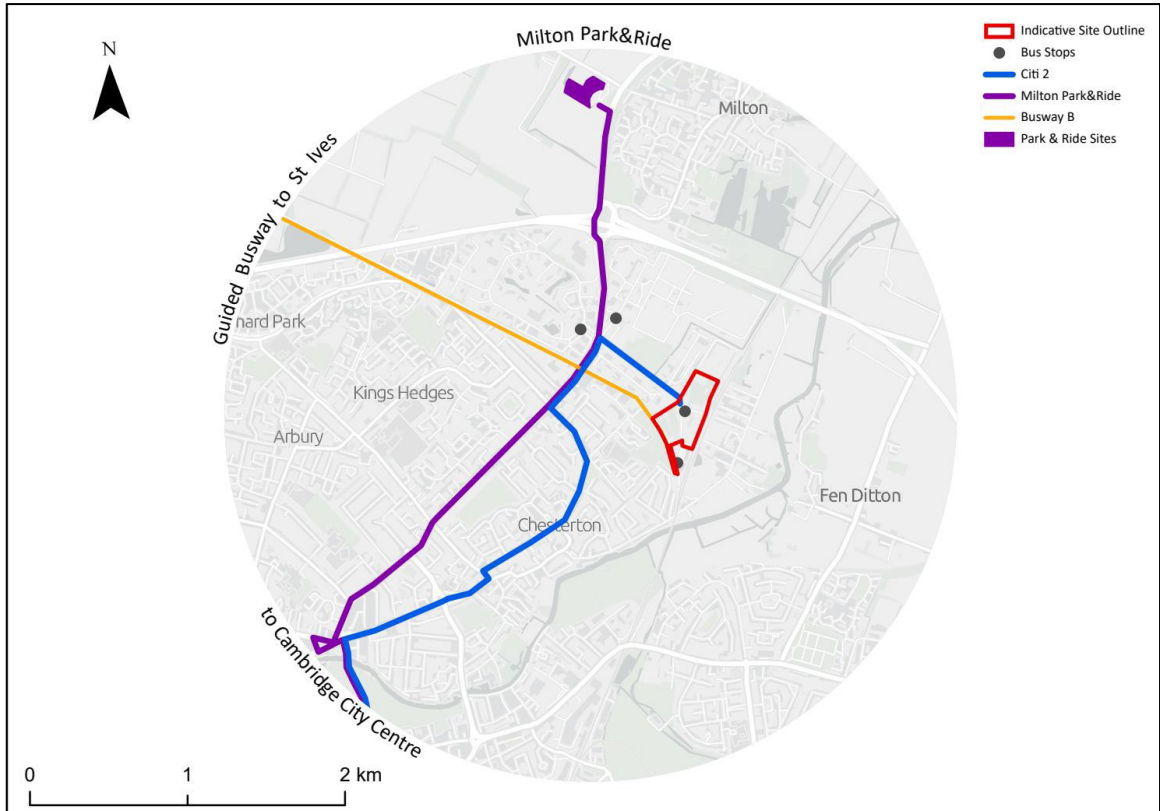 Milton Park&Ride
N
Indicative Site Outline
Bus Stops
Citi 2
Milton Park&Ride
Busway B
Park & Ride Sites
Milton
Guided Busway to St Ives
nard Park
Kings Hedges
Arbury
Chesterton
Fen Ditton
to Cambridge City Centre
0 1 2 km